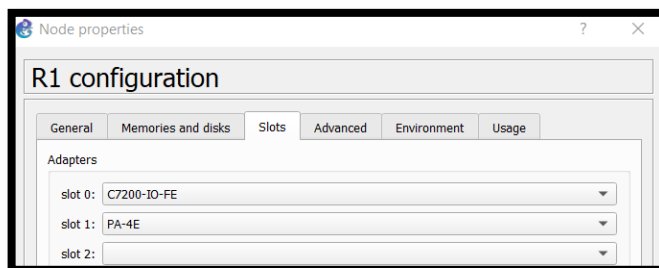 Node properties ?
R1 configuration
General Memories and disks Slots Advanced Environment Usage
Adapters
slot 0: C7200-IO-FE
slot 1: PA-4E
slot 2: